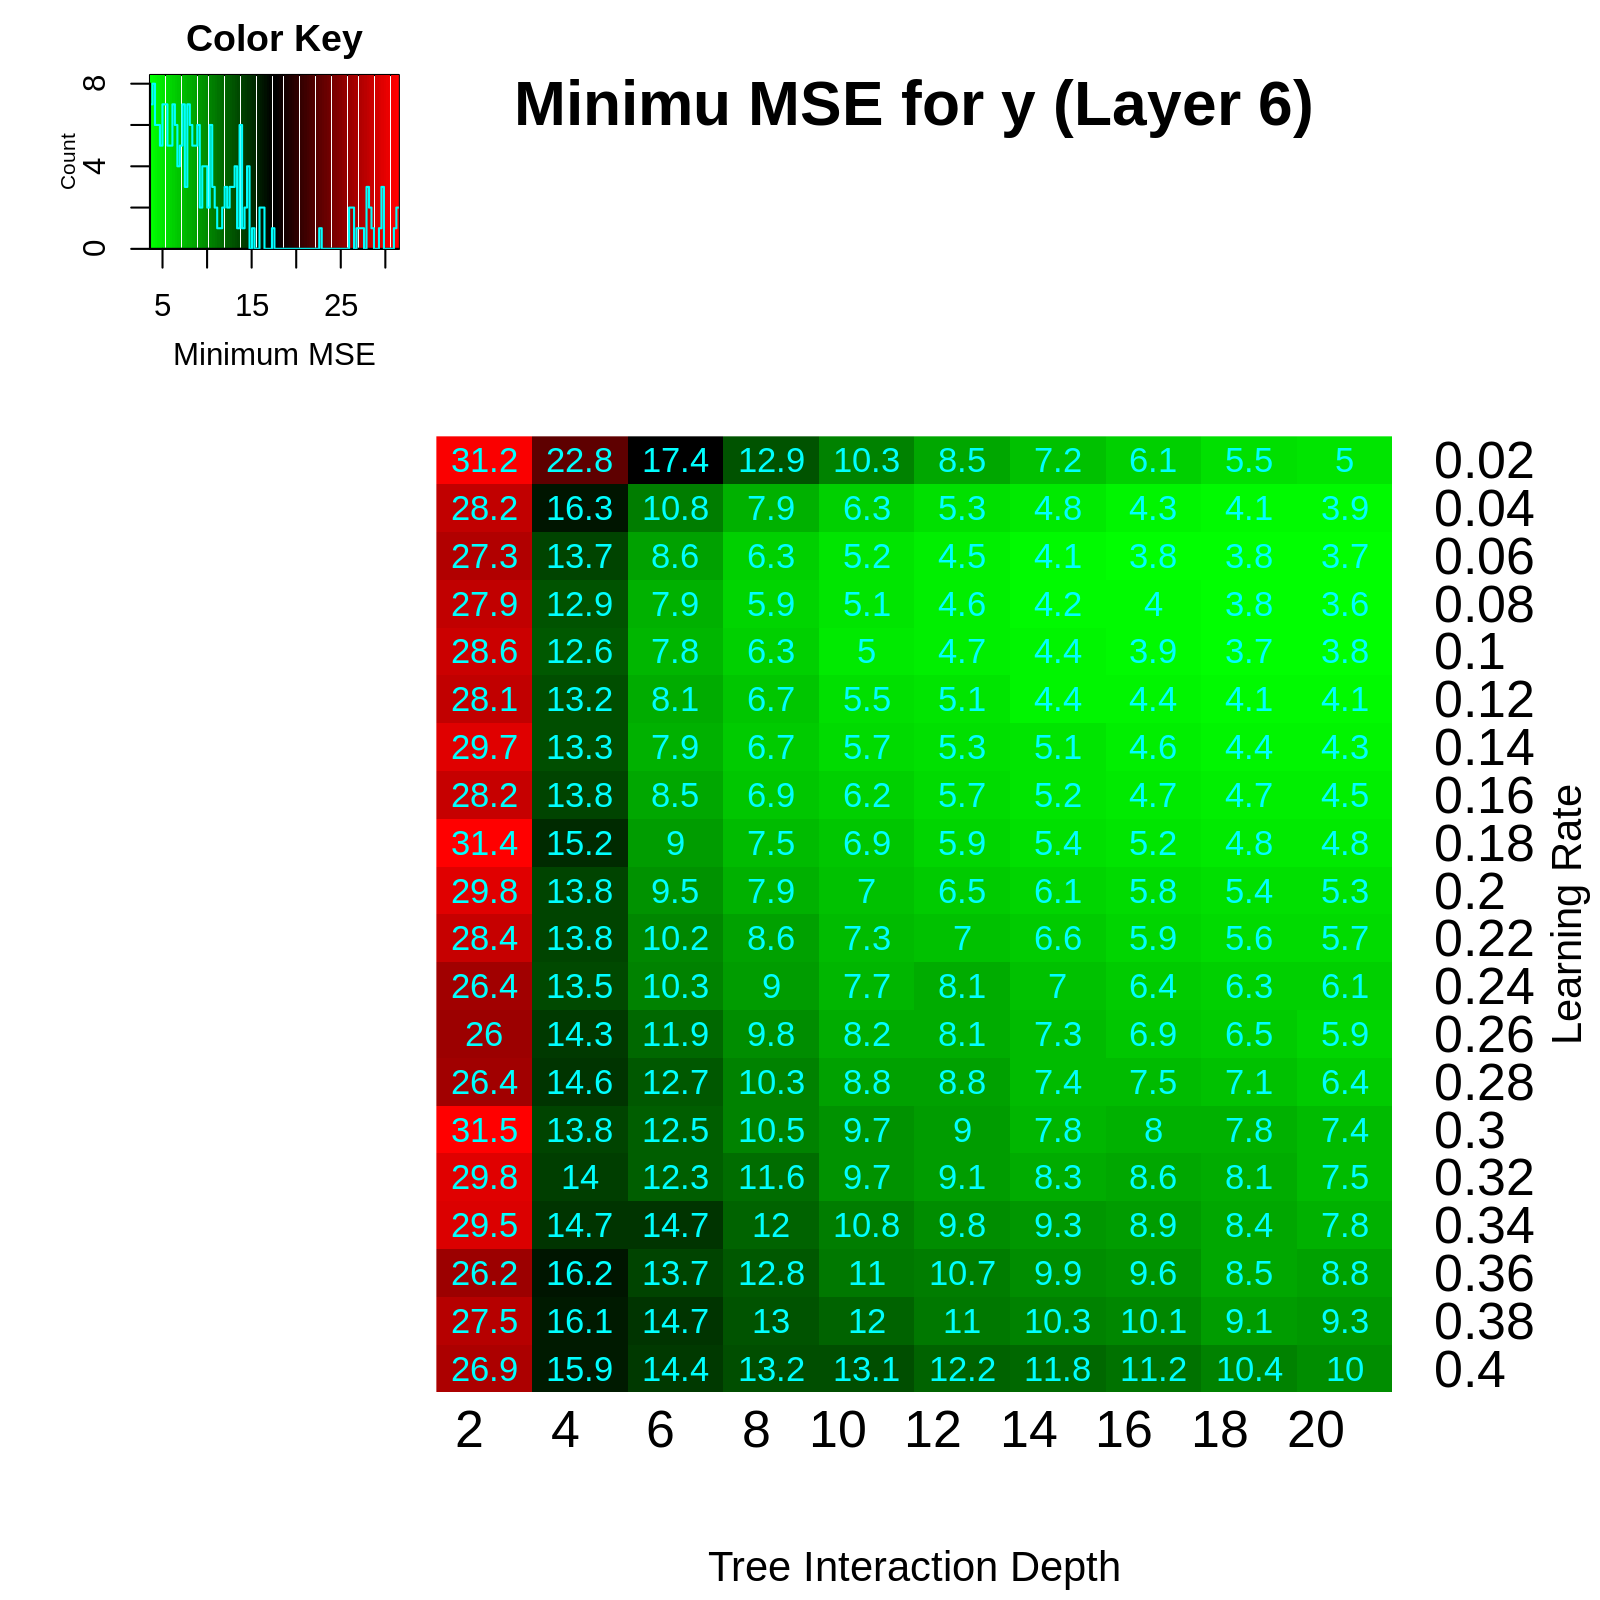 Color Key
Minimu MSE for y (Layer 6)
8
4
0
Count
5 15 25
Minimum MSE
31.2 22.8 17.4 12.9 10.3 8.5 7.2 6.1 5.5 5 0.02
28.2 16.3 10.8 7.9 6.3 5.3 4.8 4.3 4.1 3.9 0.04
27.3 13.7 8.6 6.3 5.2 4.5 4.1 3.8 3.8 3.7 0.06
27.9 12.9 7.9 5.9 5.1 4.6 4.2 4 3.8 3.6 0.08
28.6 12.6 7.8 6.3 5 4.7 4.4 3.9 3.7 3.8 0.1
28.1 13.2 8.1 6.7 5.5 5.1 4.4 4.4 4.1 4.1 0.12
29.7 13.3 7.9 6.7 5.7 5.3 5.1 4.6 4.4 4.3 0.14
28.2 13.8 8.5 6.9 6.2 5.7 5.2 4.7 4.7 4.5 0.16
31.4 15.2 9 7.5 6.9 5.9 5.4 5.2 4.8 4.8 0.18
29.8 13.8 9.5 7.9 7 6.5 6.1 5.8 5.4 5.3 0.2
28.4 13.8 10.2 8.6 7.3 7 6.6 5.9 5.6 5.7 0.22
26.4 13.5 10.3 9 7.7 8.1 7 6.4 6.3 6.1 0.24
26 14.3 11.9 9.8 8.2 8.1 7.3 6.9 6.5 5.9 0.26
26.4 14.6 12.7 10.3 8.8 8.8 7.4 7.5 7.1 6.4 0.28
31.5 13.8 12.5 10.5 9.7 9 7.8 8 7.8 7.4 0.3
29.8 14 12.3 11.6 9.7 9.1 8.3 8.6 8.1 7.5 0.32
29.5 14.7 14.7 12 10.8 9.8 9.3 8.9 8.4 7.8 0.34
26.2 16.2 13.7 12.8 11 10.7 9.9 9.6 8.5 8.8 0.36
27.5 16.1 14.7 13 12 11 10.3 10.1 9.1 9.3 0.38
26.9 15.9 14.4 13.2 13.1 12.2 11.8 11.2 10.4 10 0.4
Learning Rate
2 4 6 8 10 12 14 16 18 20
Tree Interaction Depth